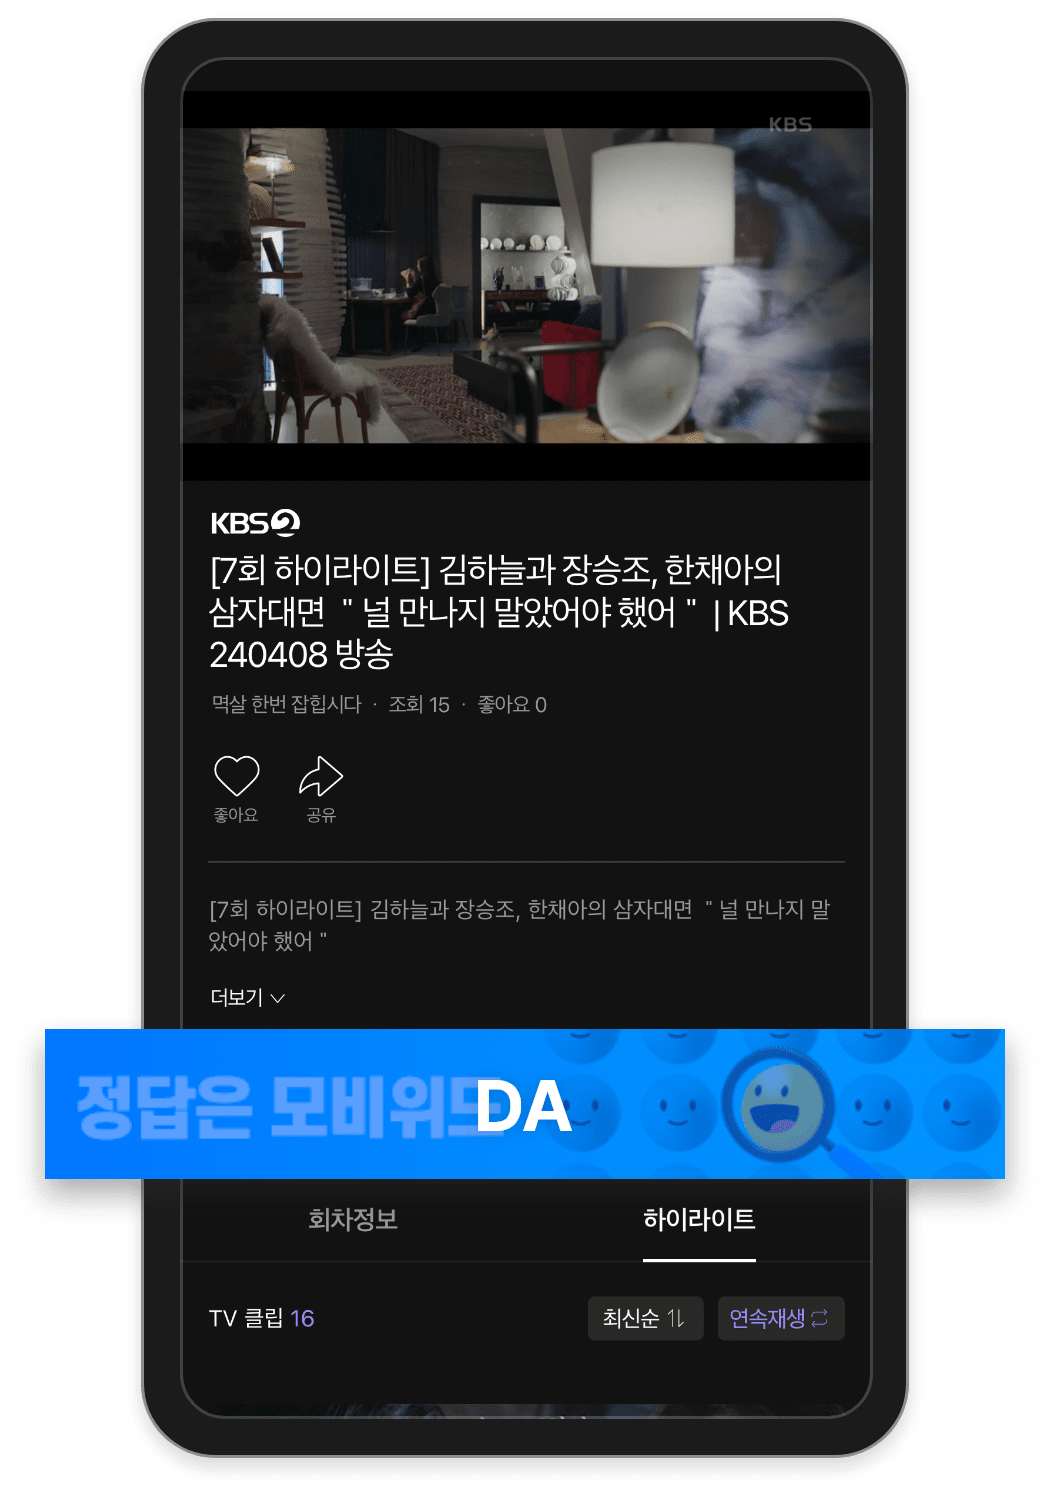 KBS
KBS2
[7회 하이라이트] 김하늘과 장승조, 한채아의
삼자대면 " 널 만나지 말았어야 했어 " | KBS
240408 방송
멱살 한번 잡힙시다 · 조회 15 · 좋아요 0
좋아요 공유
[7회 하이라이트] 김하늘과 장승조, 한채아의 삼자대면 " 널 만나지 말
았어야 했어 "
더보기
정답은 모비위드
DA
회차정보 하이라이트
TV 클립 16 최신순 연속재생